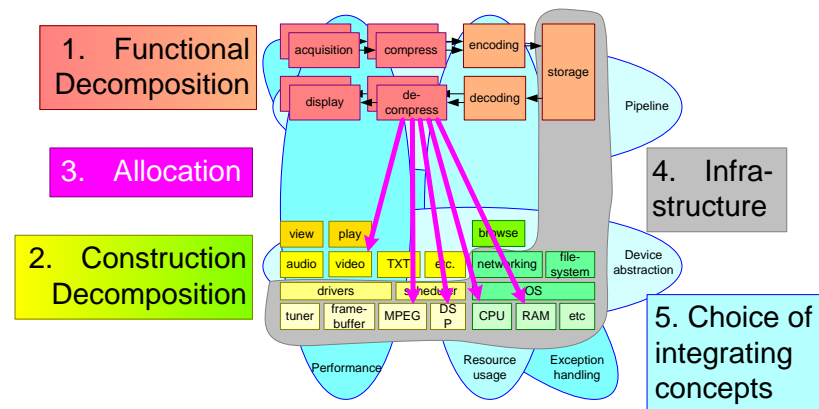 1. Functional
Decomposition
acquisition
compress
encoding
storage
display
de-
compress
decoding
Pipeline
3. Allocation
4. Infra-
structure
view
play
browse
2. Construction
Decomposition
audio
video
TXT
etc.
networking
file-
system
Device
abstraction
drivers
scheduler
OS
tuner
frame-
buffer
MPEG
DS
P
CPU
RAM
etc
5. Choice of
integrating
concepts
Performance
Resource
usage
Exception
handling